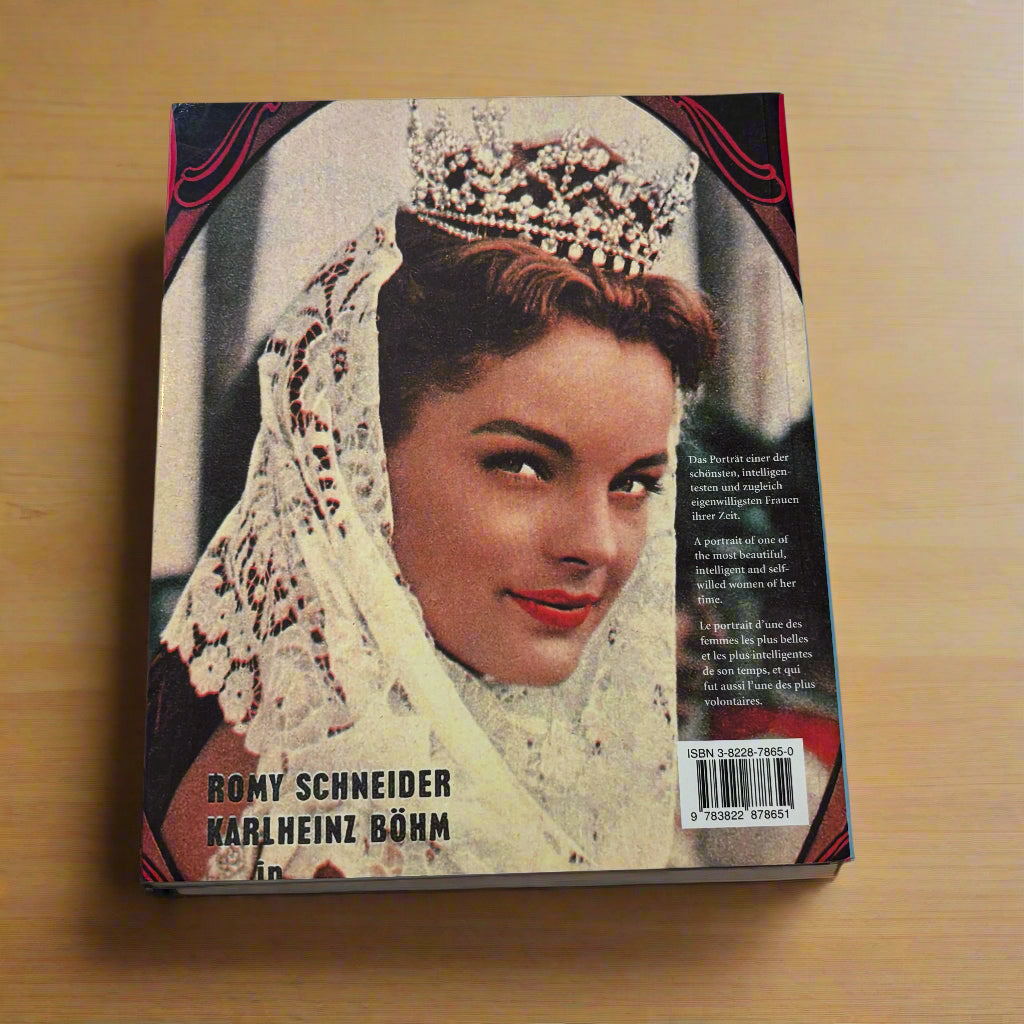 Das Porträt einer der
schönsten, intelligen-
testen und zugleich
eigenwilligsten Frauen
ihrer Zeit.
A portrait of one of
the most beautiful,
intelligent and self-
willed women of her
time.
Le portrait d'une des
femmes les plus belles
et les plus intelligentes
de son temps, et qui
fut aussi l'une des plus
volontaires.
ISBN 3-8228-7865-0
9 783822 878651
ROMY SCHNEIDER
KARLHEINZ BÖHM
in